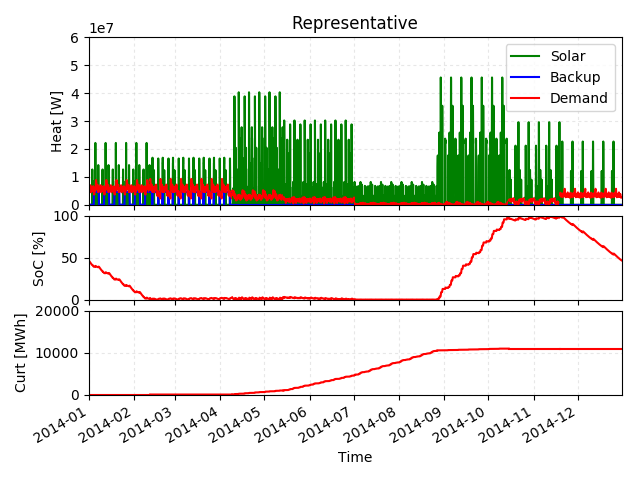 Representative
1e7
6
5
4
3
2
1
0
Heat [W]
Solar
Backup
Demand
100
50
0
SoC [%]
20000
10000
0
Curt [MWh]
2014-01
2014-02
2014-03
2014-04
2014-05
2014-06
2014-07
2014-08
2014-09
2014-10
2014-11
2014-12
Time